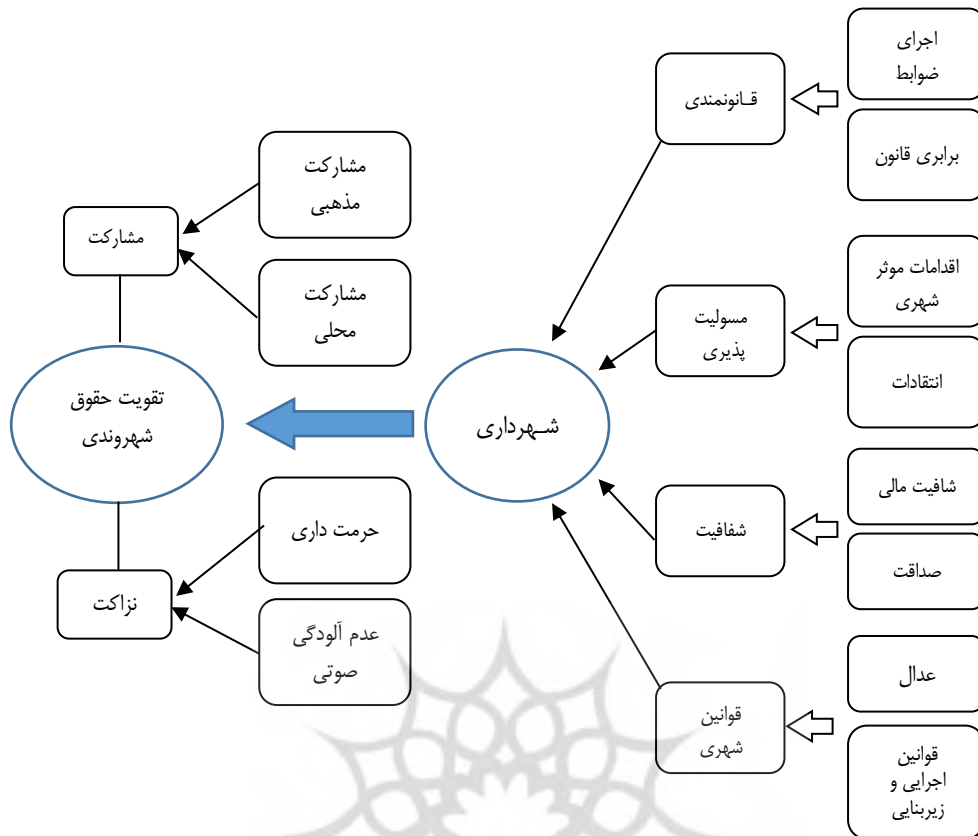 اجرای
ضوابط
قـانونمندی
برابری قانون
مشارکت
مذهبی
مشارکت
مشارکت
محلی
اقدامات موثر
شهری
مسولیت
پذیری
انتقادات
تقویت حقوق
شهروندی
شـهرداری
شافیت مالی
شفافیت
صداقت
حرمت داری
نزاکت
عدم آلودگی
صوتی
عدال
قوانین
شهری
قوانین
اجرایی و
زیربنایی